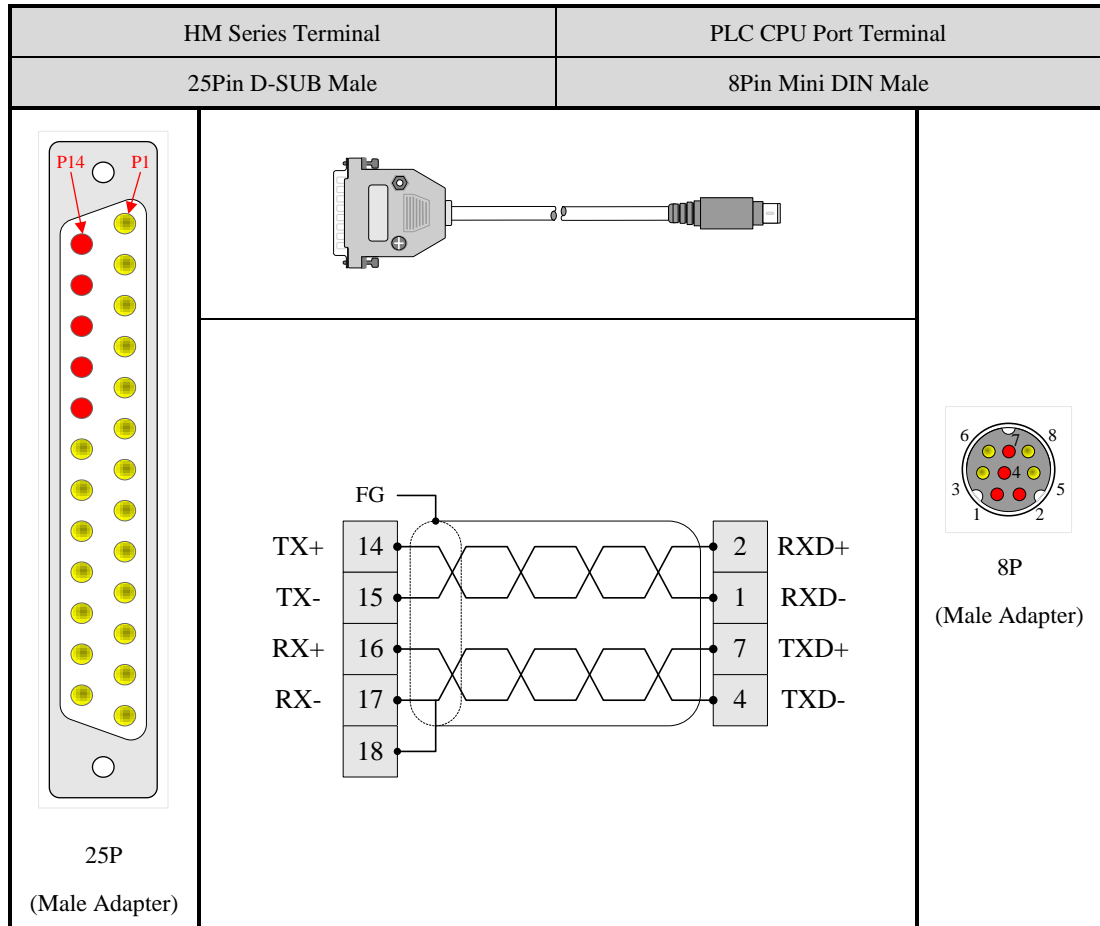 HM Series Terminal
PLC CPU Port Terminal
25Pin D-SUB Male
8Pin Mini DIN Male
P14 P1
25P
(Male Adapter)
FG
TX+ 14 2 RXD+
TX- 15 1 RXD-
RX+ 16 7 TXD+
RX- 17 4 TXD-
18
6 7 8
3 4 5
1 2
8P
(Male Adapter)